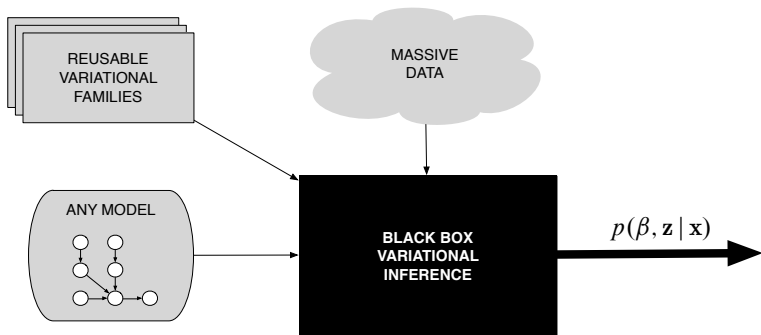 REUSABLE
VARIATIONAL
FAMILIES
MASSIVE
DATA
ANY MODEL
BLACK BOX
VARIATIONAL
INFERENCE
p(β, z | x)